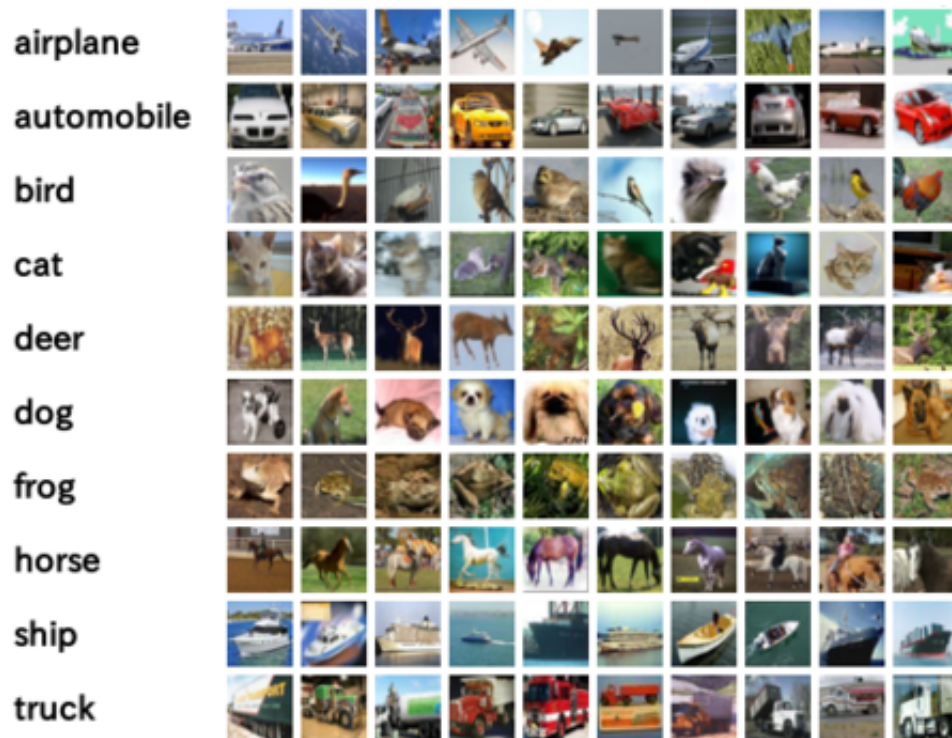 airplane
automobile
bird
cat
deer
dog
frog
horse
ship
truck